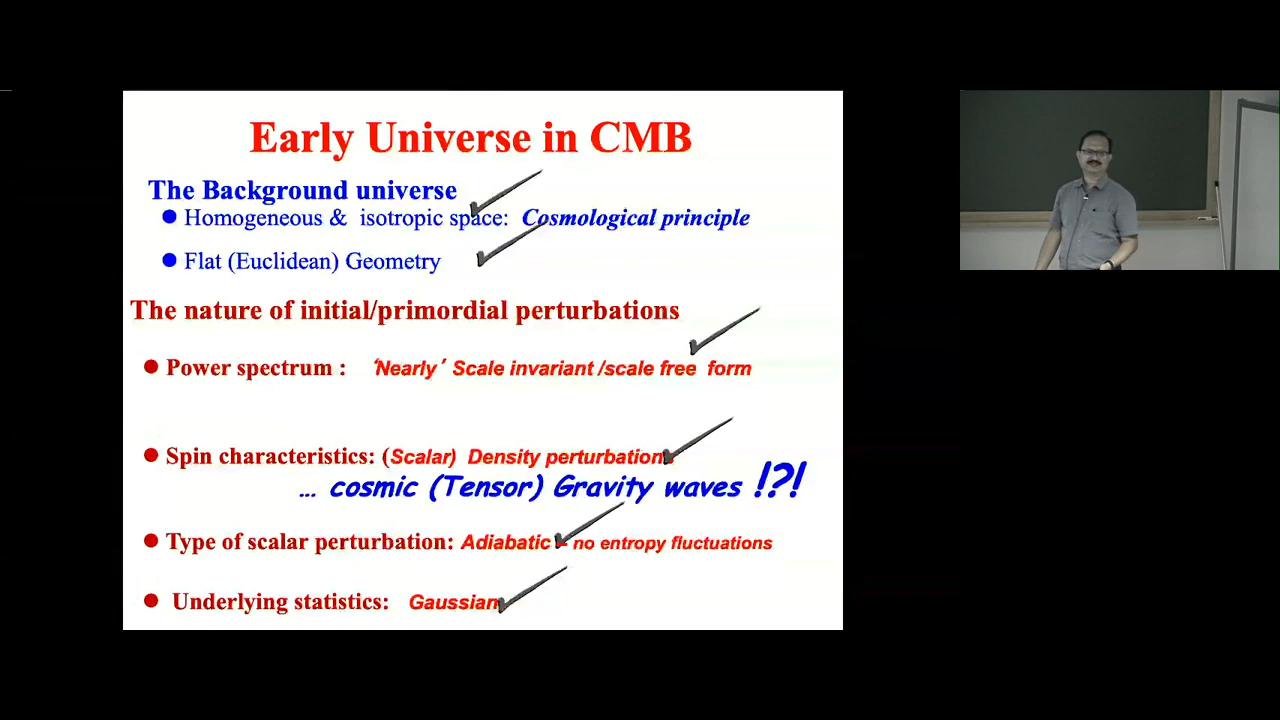 Early Universe in CMB
The Background universe
● Homogeneous & isotropic space: Cosmological principle
● Flat (Euclidean) Geometry
The nature of initial/primordial perturbations
● Power spectrum : ‘Nearly’ Scale invariant /scale free form
● Spin characteristics: (Scalar) Density perturbations
... cosmic (Tensor) Gravity waves !?!
● Type of scalar perturbation: Adiabatic – no entropy fluctuations
● Underlying statistics: Gaussian